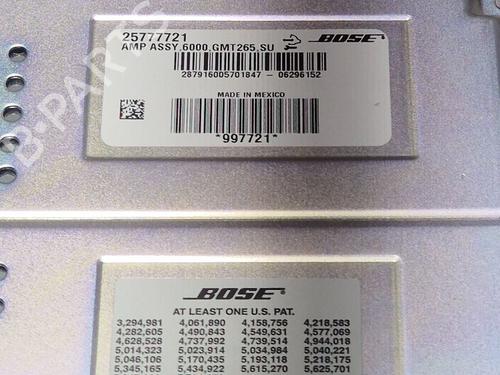 25777721
BOSE
AMP ASSY,6000,GMT265,SU
287916005701847 - 06296152
MADE IN MEXICO
*997721*
B-PARTS
BOSE
AT LEAST ONE U.S. PAT.
3,294,981 4,061,890 4,158,756 4,218,583
4,282,605 4,490,843 4,549,631 4,577,069
4,628,528 4,737,992 4,739,514 4,944,018
5,014,323 5,023,914 5,034,984 5,040,221
5,046,106 5,170,435 5,193,118 5,218,175
5,345,165 5,434,922 5,615,270 5,625,701